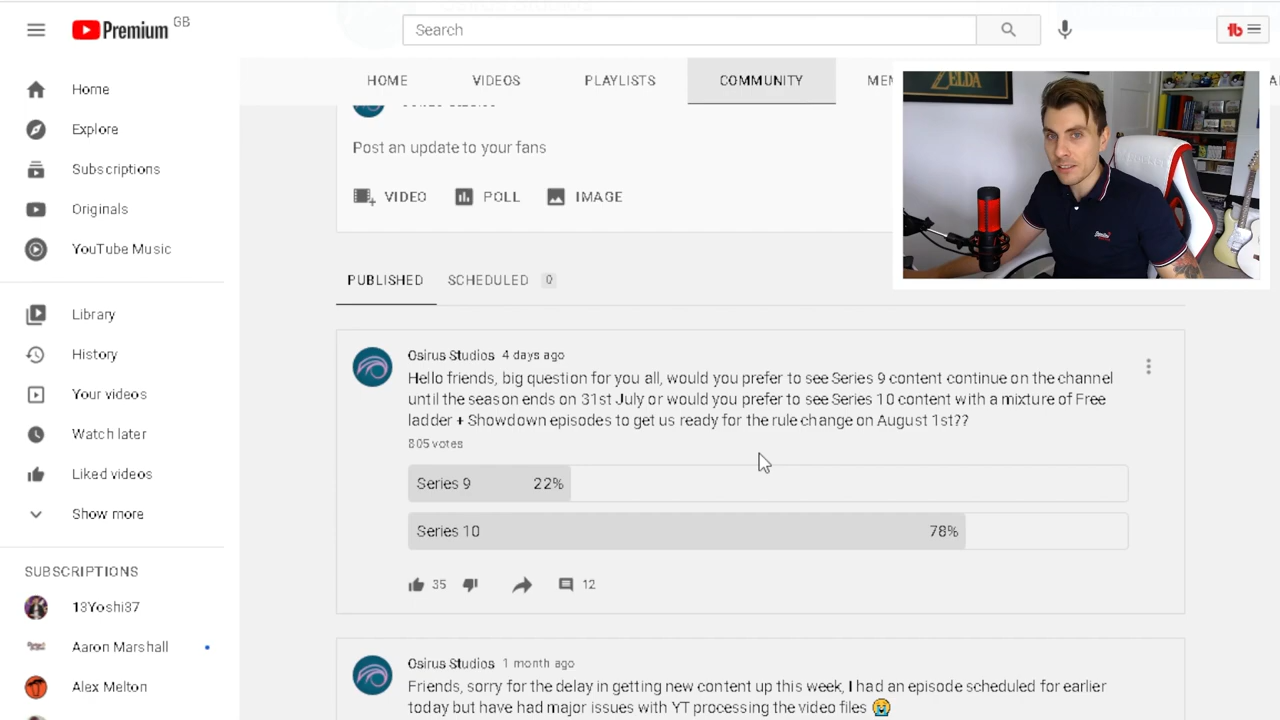 Premium GB
Search
HOME VIDEOS PLAYLISTS COMMUNITY
ZELDA
Home
Explore
Subscriptions
Originals
YouTube Music
Library
History
Your videos
Watch later
Liked videos
Show more
SUBSCRIPTIONS
13Yoshi37
Aaron Marshall
Alex Melton
Post an update to your fans
VIDEO POLL IMAGE
PUBLISHED SCHEDULED 0
Osirus Studios 4 days ago
Hello friends, big question for you all, would you prefer to see Series 9 content continue on the channel
until the season ends on 31st July or would you prefer to see Series 10 content with a mixture of Free
ladder + Showdown episodes to get us ready for the rule change on August 1st??
805 votes
Series 9 22%
Series 10 78%
35 12
Osirus Studios 1 month ago
Friends, sorry for the delay in getting new content up this week, I had an episode scheduled for earlier
today but have had major issues with YT processing the video files 😭